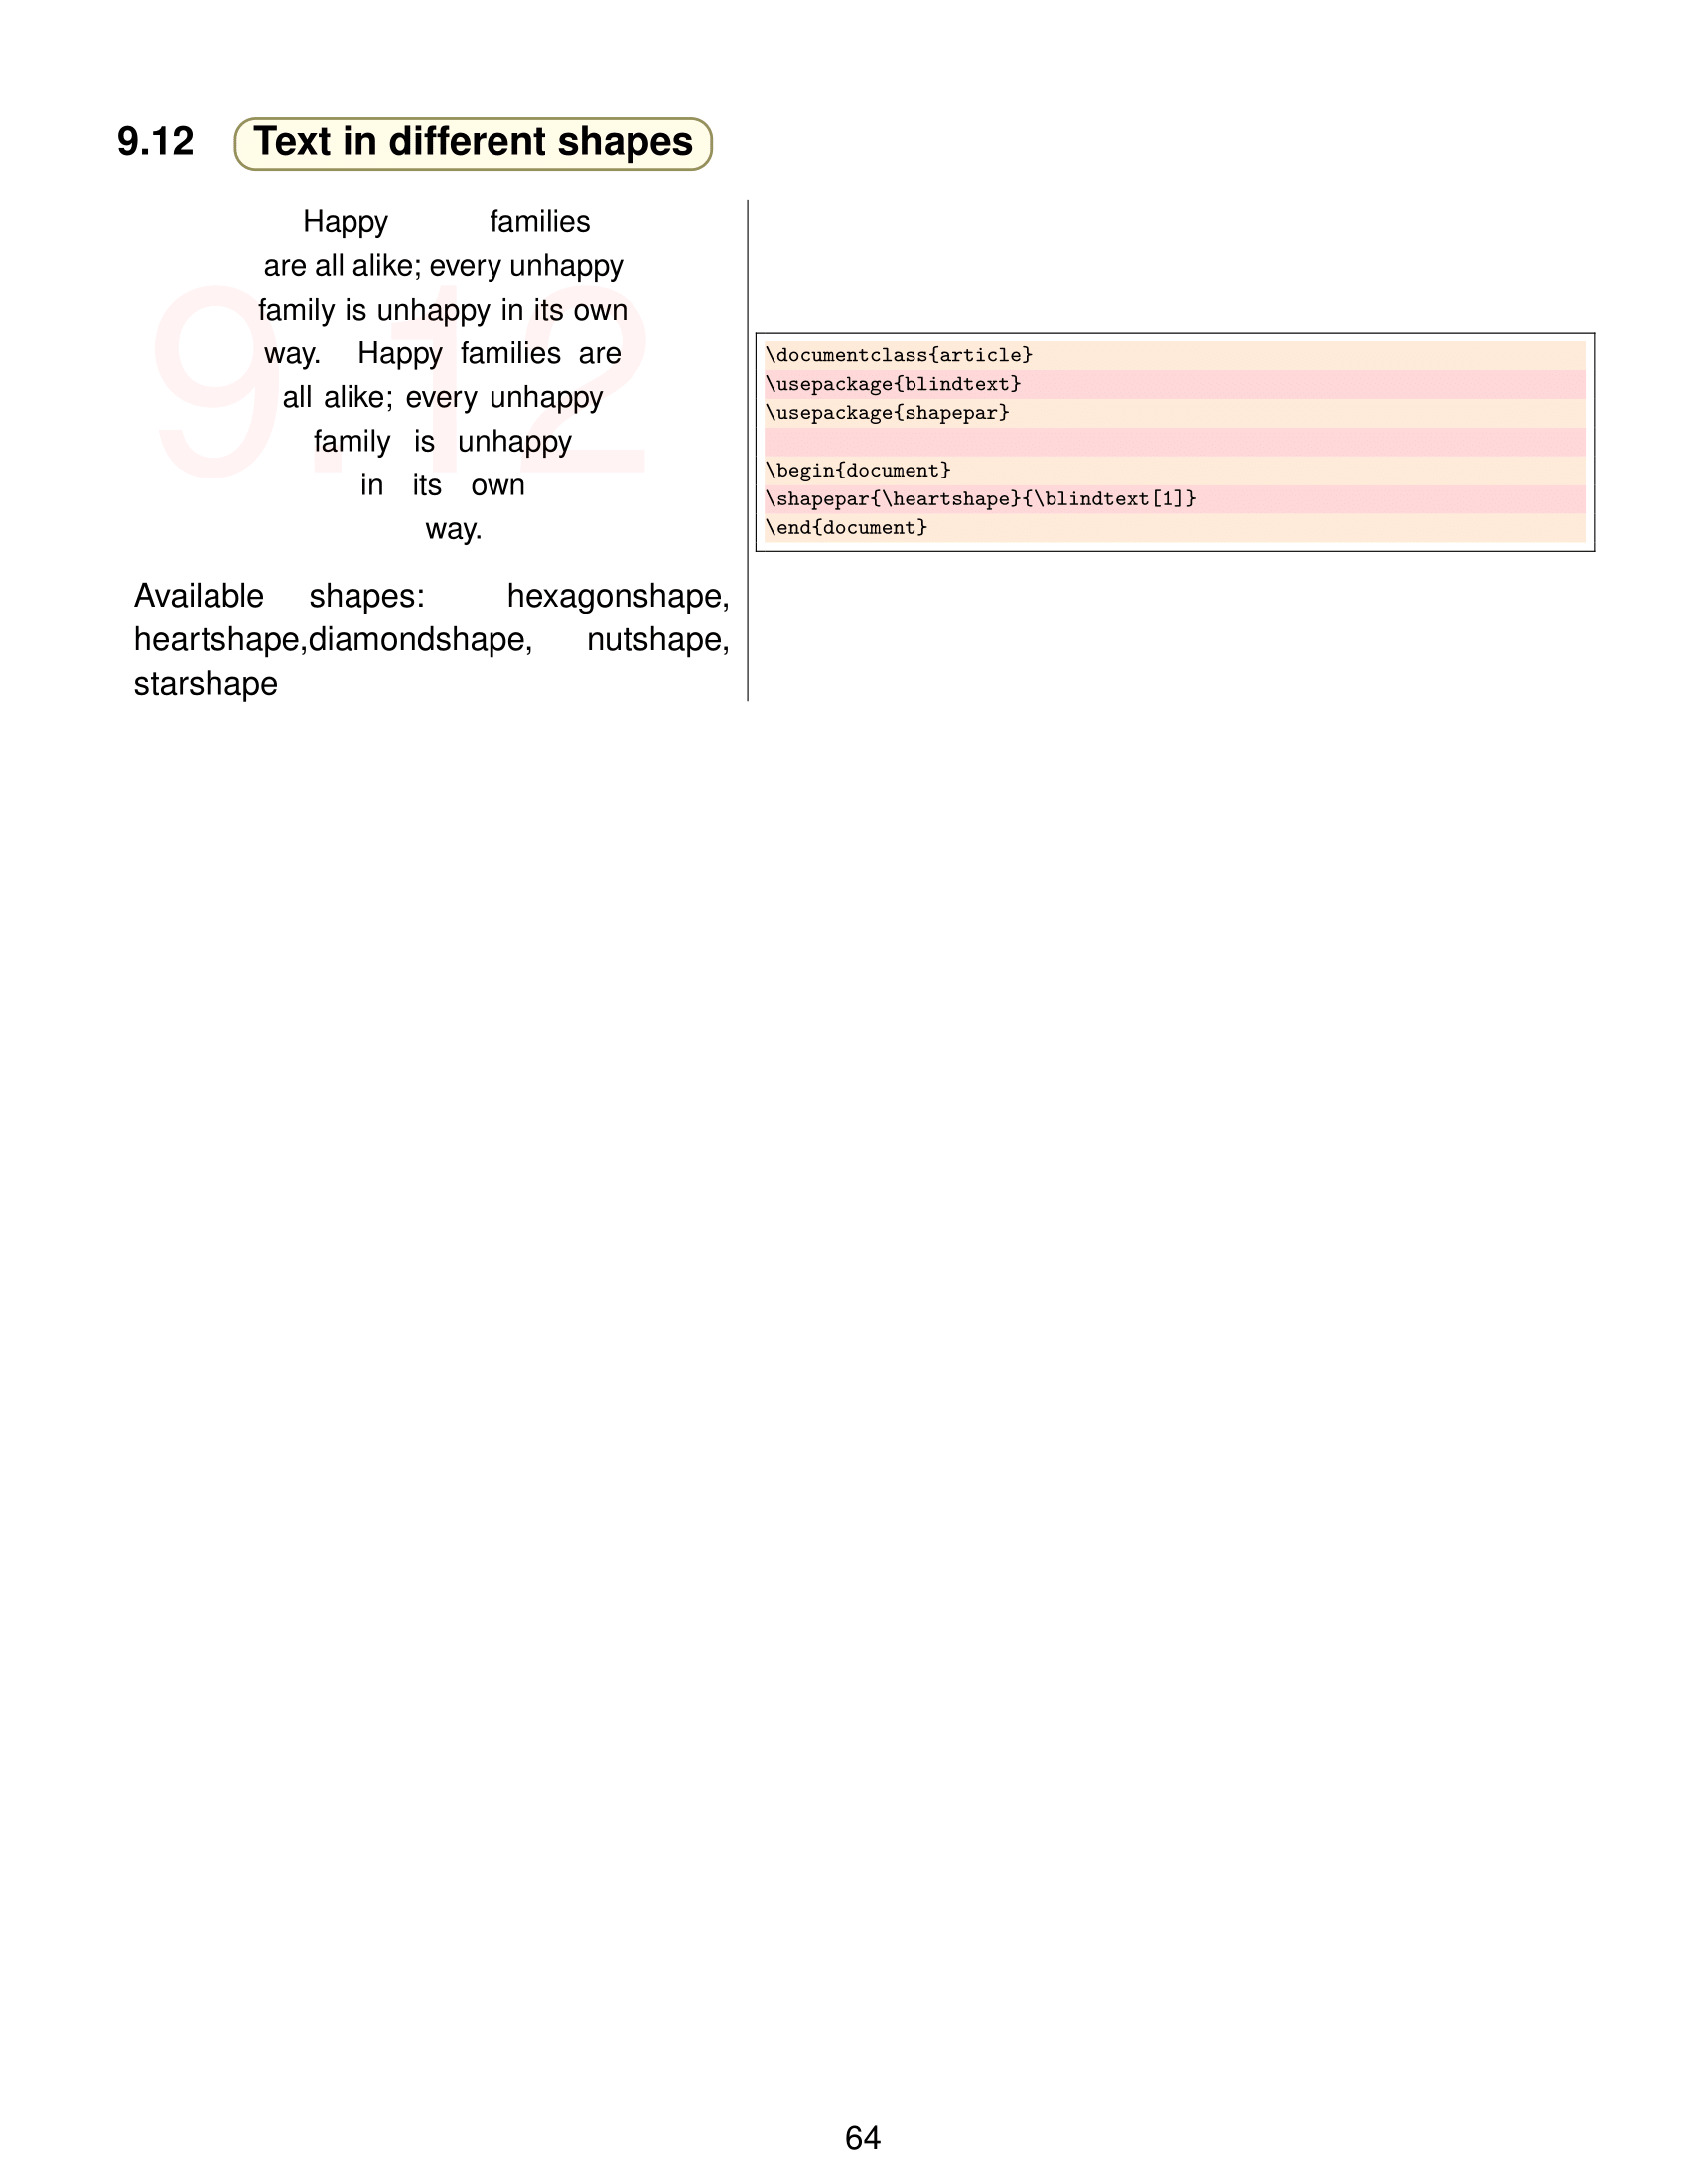 9.12 Text in different shapes
Happy families
are all alike; every unhappy
family is unhappy in its own
way. Happy families are
all alike; every unhappy
family is unhappy
in its own
way.
9.12
Available shapes: hexagonshape,
heartshape,diamondshape, nutshape,
starshape
\documentclass{article}
\usepackage{blindtext}
\usepackage{shapepar}
\begin{document}
\shapepar{\heartshape}{\blindtext[1]}
\end{document}
64